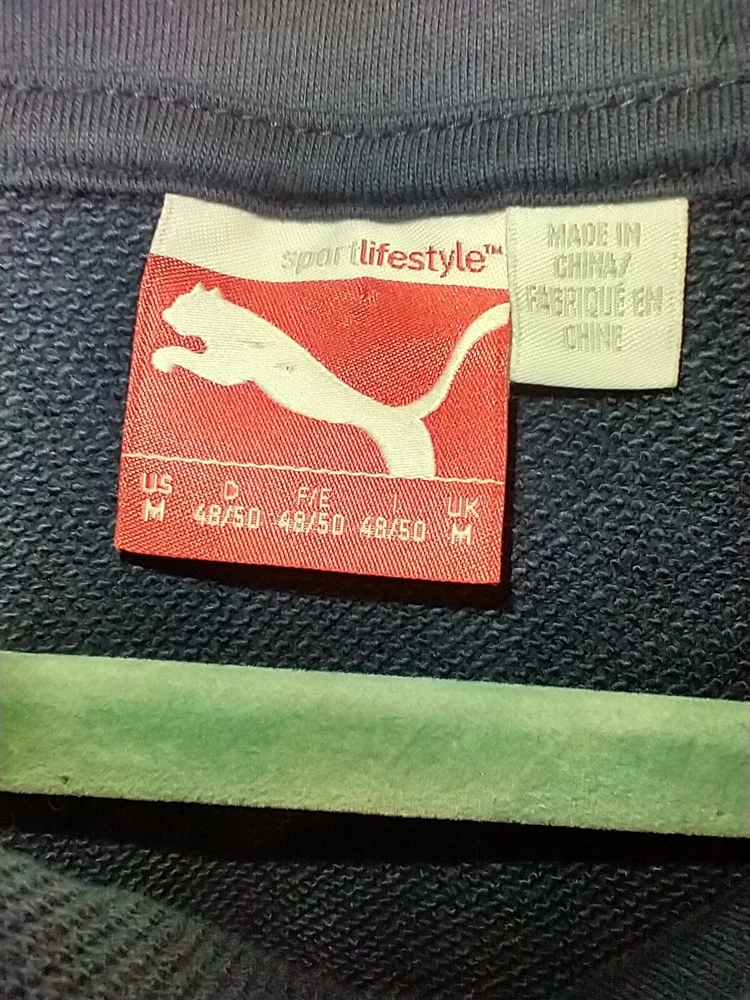 sportlifestyle™
MADE IN
CHINA/
FABRIQUÉ EN
CHINE
US D F/E I UK
M 48/50 48/50 48/50 M